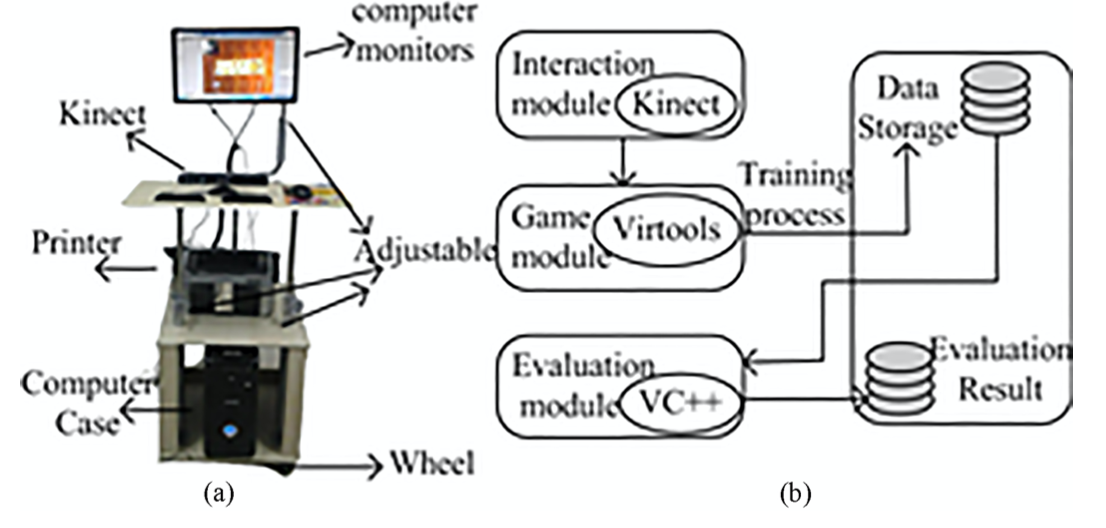 computer
monitors
Kinect
Printer
Adjustable
Computer
Case
Wheel
(a)
Interaction
module
Kinect
Game
module
Virtools
Training
process
Data
Storage
Evaluation
module
VC++
Evaluation
Result
(b)